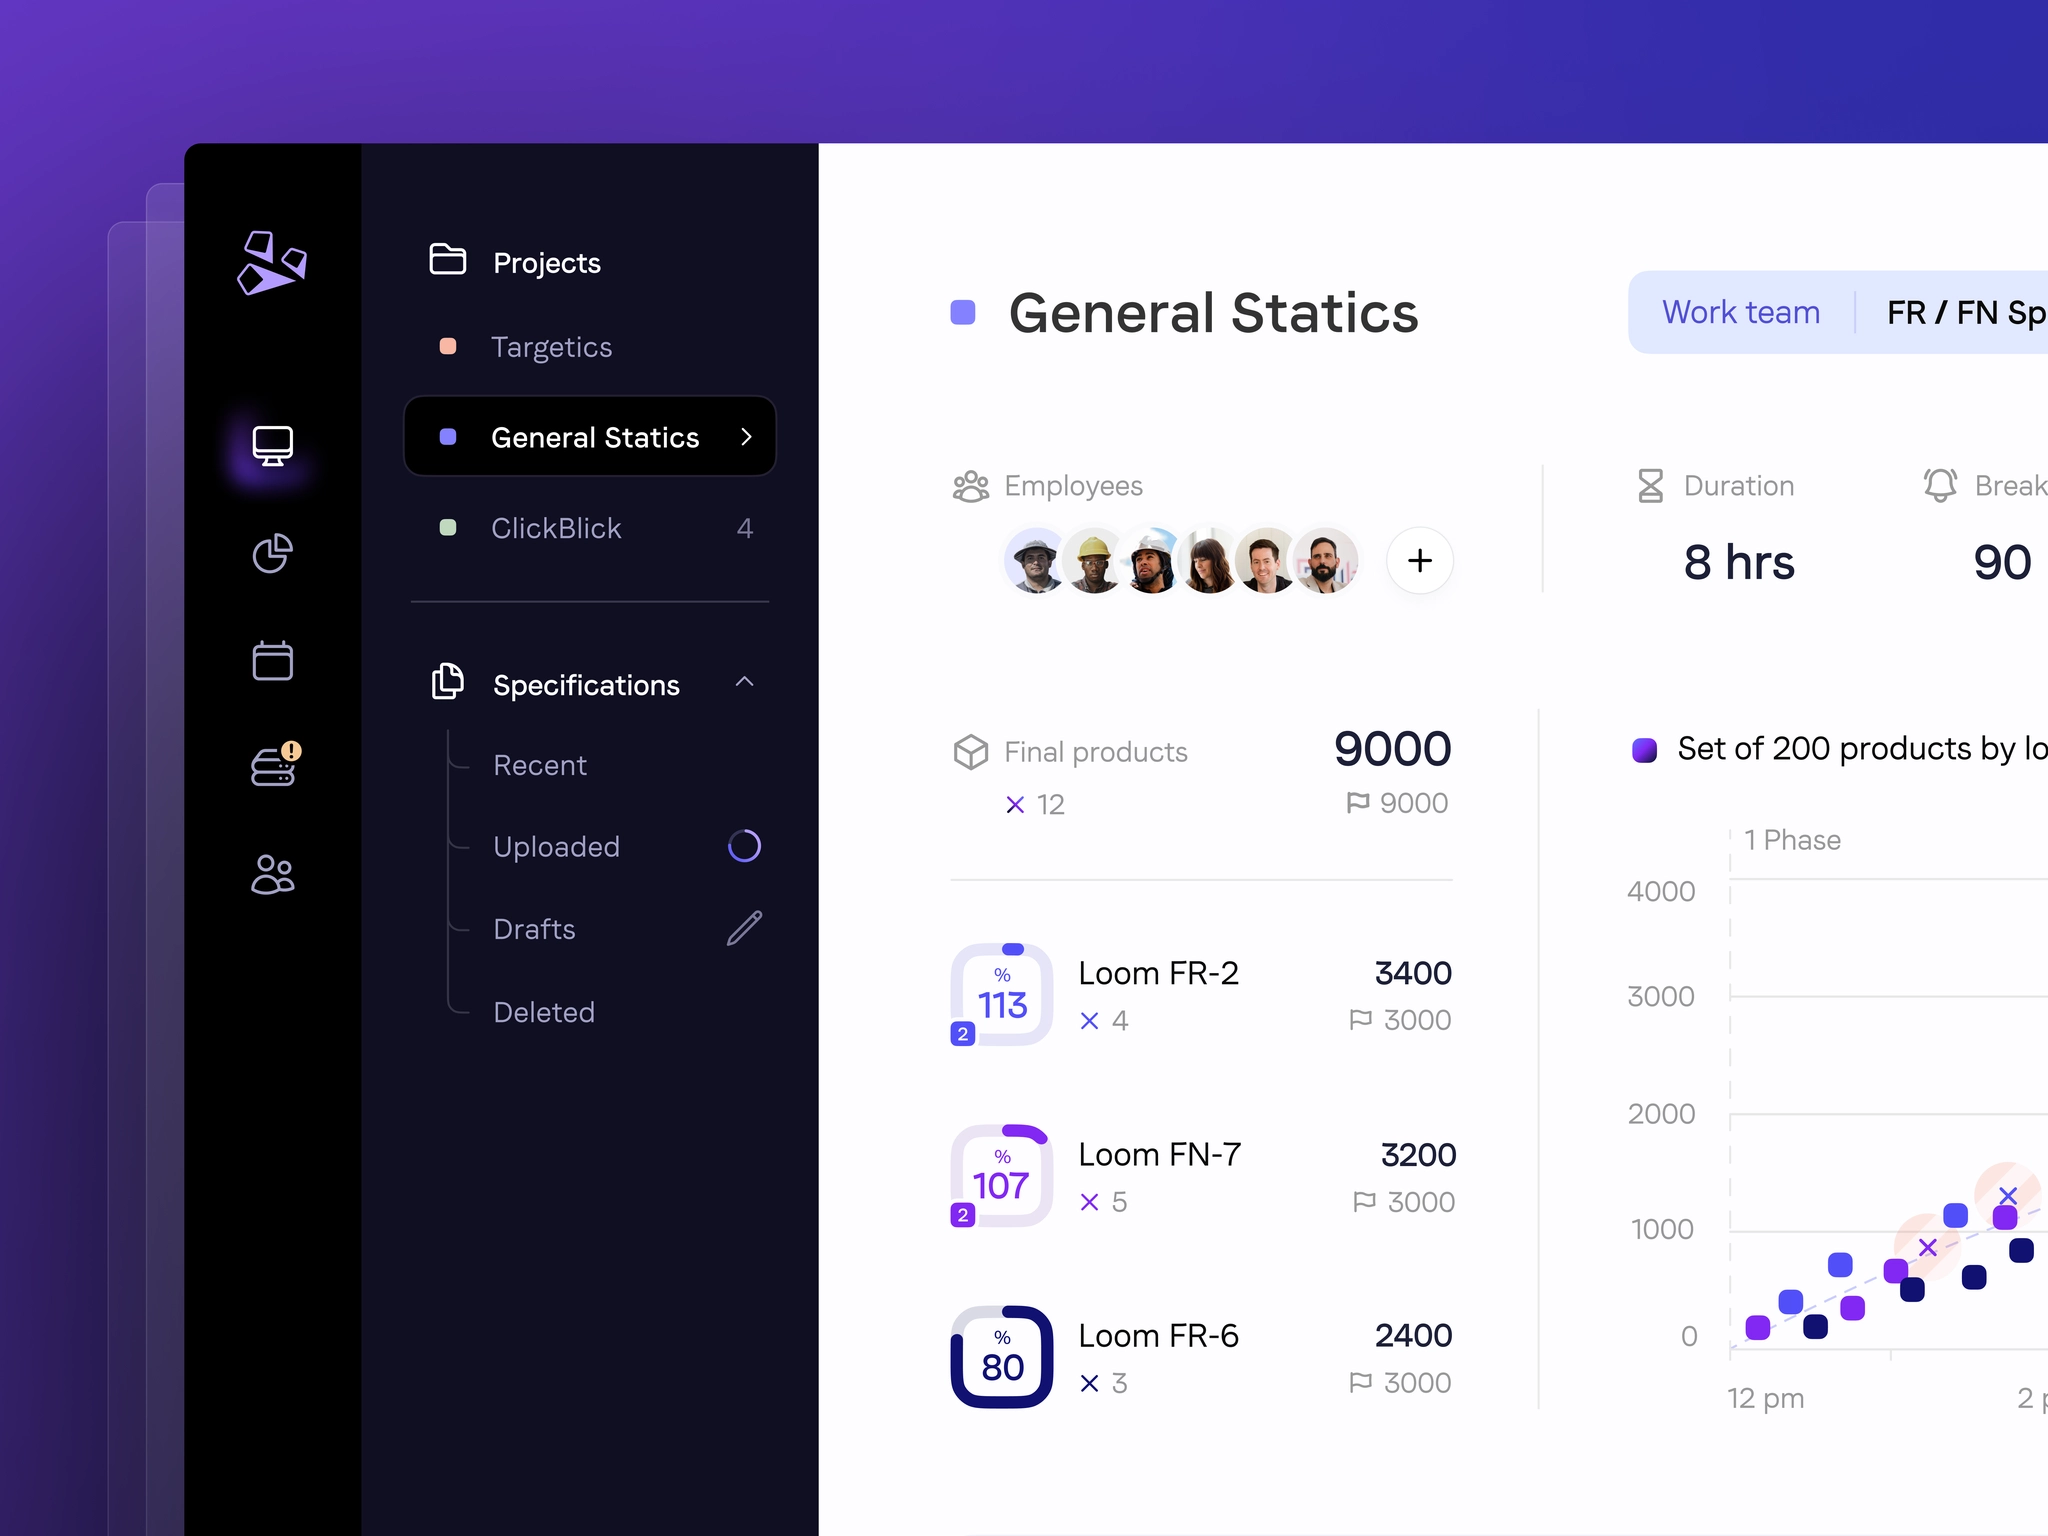 Projects
Targetics
General Statics
ClickBlick 4
Specifications
Recent
Uploaded
Drafts
Deleted
General Statics
Work team FR / FN Sp
Employees
Duration
8 hrs
Break
90
Final products 9000
12 9000
% 113 2
Loom FR-2 3400
4 3000
% 107 2
Loom FN-7 3200
5 3000
% 80
Loom FR-6 2400
3 3000
Set of 200 products by lo
1 Phase
4000
3000
2000
1000
0
12 pm 2 p